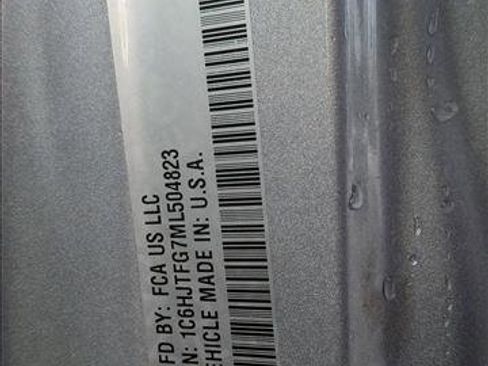 FD BY: FCA US LLC
N: 1C6HJTFG7ML504823
EHICLE MADE IN: U.S.A.